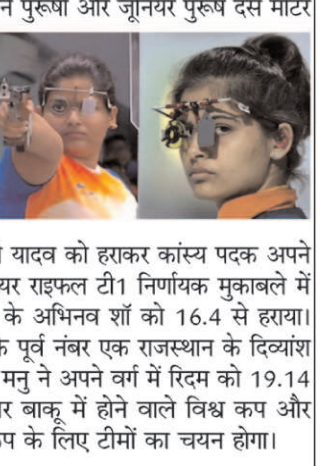 न पुरूषों और जूनियर पुरूष दस मीटर
यादव को हराकर कांस्य पदक अपने
यर राइफल टी1 निर्णायक मुकाबले में
के अभिनव शॉ को 16.4 से हराया।
पूर्व नंबर एक राजस्थान के दिव्यांश
मनु ने अपने वर्ग में रिदम को 19.14
र बाकू में होने वाले विश्व कप और
प के लिए टीमों का चयन होगा।